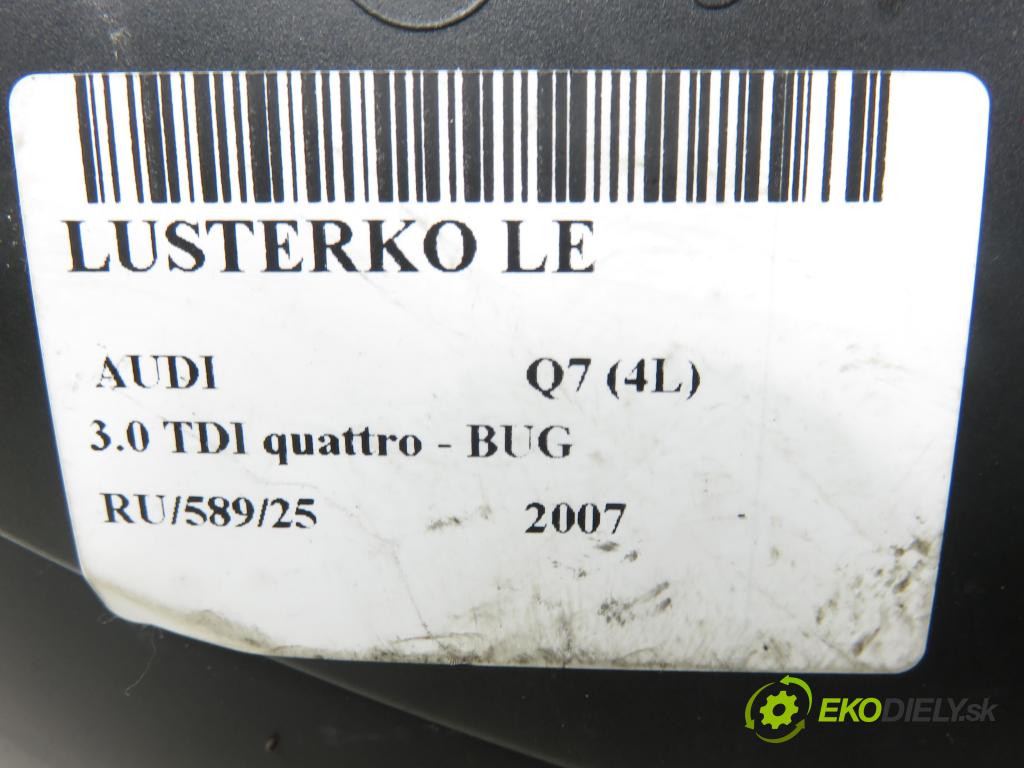 LUSTERKO LE
AUDI Q7 (4L)
3.0 TDI quattro - BUG
RU/589/25 2007 -
EKODIELY.sk